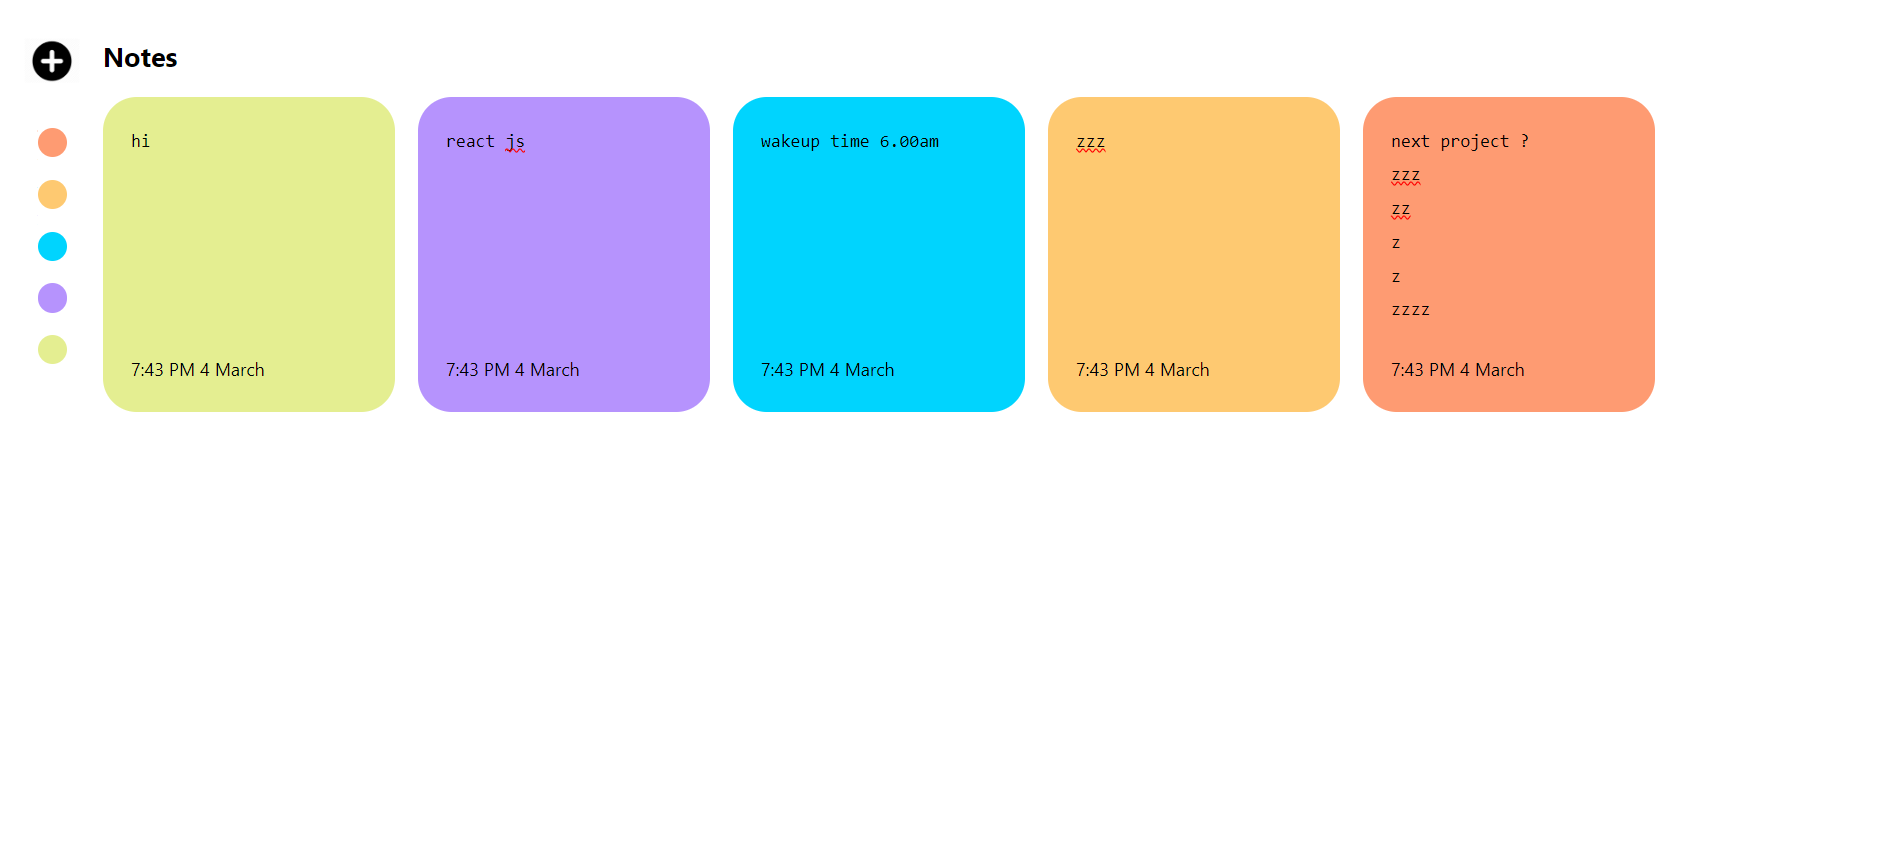 Notes
hi
7:43 PM 4 March
react js
7:43 PM 4 March
wakeup time 6.00am
7:43 PM 4 March
zzz
7:43 PM 4 March
next project ?
zzz
zz
z
z
zzzz
7:43 PM 4 March